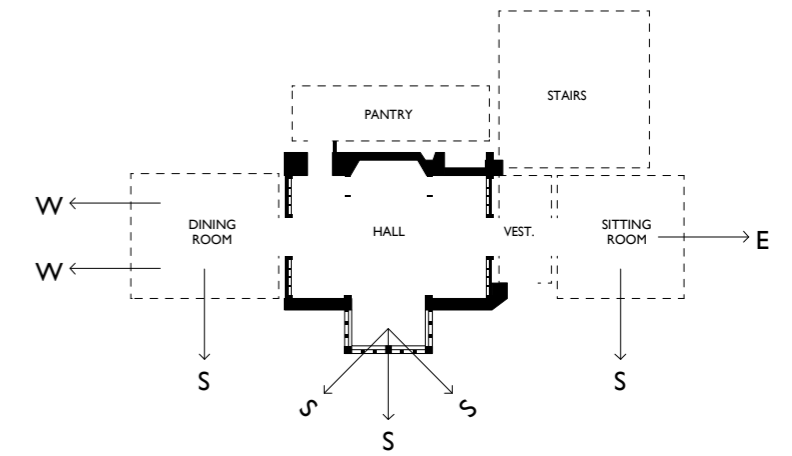 STAIRS
PANTRY
W
DINING
ROOM
HALL
VEST.
SITTING
ROOM
E
W
S
S
S
S
S